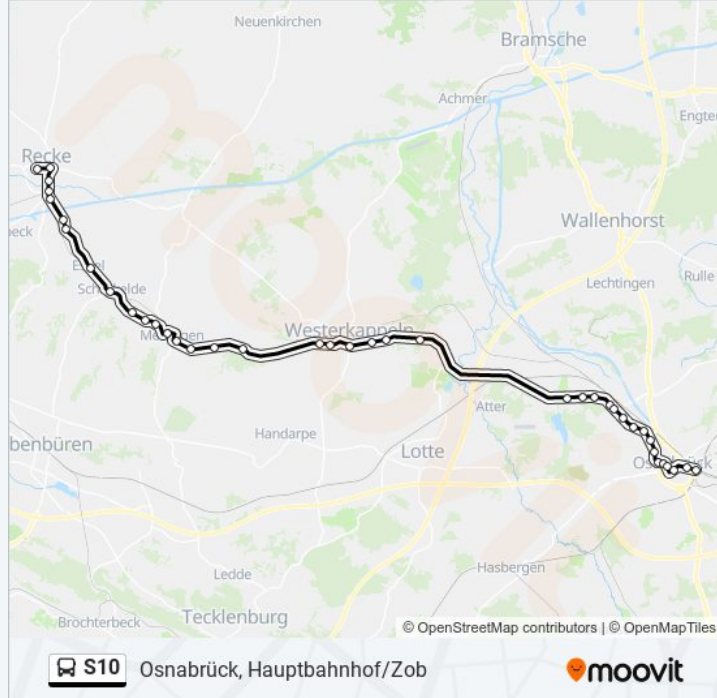 Neuenkirchen
Bramsche
Achmer
Engter
Recke
Wallenhorst
Rulle
Lechtingen
Westerkappeln
Atter
Handarpe
Lotte
benbüren
Osnabrück
Hasbergen
Ledde
Tecklenburg
Brochterbeck
© OpenStreetMap contributors | © OpenMapTiles
S10 Osnabrück, Hauptbahnhof/Zob
moovit